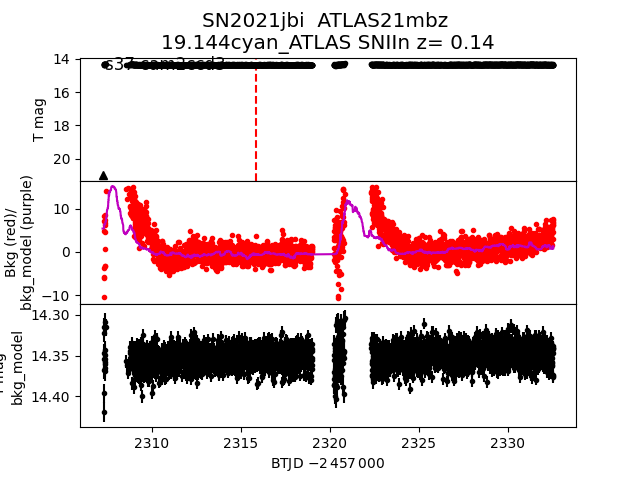 SN2021jbi ATLAS21mbz
19.144cyan_ATLAS SNIIn z= 0.14
14
16
18
20
T mag
10
0
−10
Bkg (red)/
bkg_model (purple)
14.30
14.35
14.40
mag
bkg_model
2310
2315
2320
2325
2330
BTJD −2 457 000